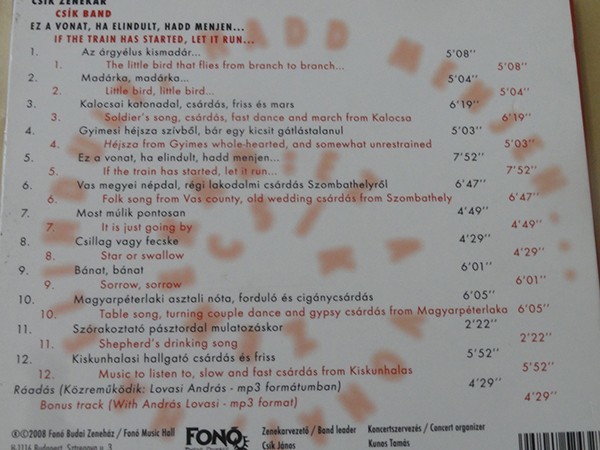 CSÍK ZENEKAR
CSÍK BAND
EZ A VONAT, HA ELINDULT, HADD MENJEN...
IF THE TRAIN HAS STARTED, LET IT RUN...
1. Az árgyélus kismadár... 5'08''
1. The little bird that flies from branch to branch... 5'08''
2. Madárka, madárka... 5'04''
2. Little bird, little bird... 5'04''
3. Kalocsai katonadal, csárdás, friss és mars 6'19''
3. Soldier's song, csárdás, fast dance and march from Kalocsa 6'19''
4. Gyimesi héjsza szívből, bár egy kicsit gátlástalanul 5'03''
4. Héjsza from Gyimes whole-hearted, and somewhat unrestrained 5'03''
5. Ez a vonat, ha elindult, hadd menjen... 7'52''
5. If the train has started, let it run... 7'52''
6. Vas megyei népdal, régi lakodalmi csárdás Szombathelyről 6'47''
6. Folk song from Vas county, old wedding csárdás from Szombathely 6'47''
7. Most múlik pontosan 4'49''
7. It is just going by 4'49''
8. Csillag vagy fecske 4'29''
8. Star or swallow 4'29''
9. Bánat, bánat 6'01''
9. Sorrow, sorrow 6'01''
10. Magyarpéterlaki asztali nóta, forduló és cigánycsárdás 6'05''
10. Table song, turning couple dance and gypsy csárdás from Magyarpéterlaka 6'05''
11. Szórakoztató pásztordal mulatozáskor 2'22''
11. Shepherd's drinking song 2'22''
12. Kiskunhalasi hallgató csárdás és friss 5'52''
12. Music to listen to, slow and fast csárdás from Kiskunhalas 5'52''
Ráadás (Közreműködik: Lovasi András - mp3 formátumban) 4'29''
Bonus track (With András Lovasi - mp3 format) 4'29''
℗©2008 Fonó Budai Zeneház / Fonó Music Hall
H-1116 Budapest, Sztregova u. 3.
FONÓ
Zenekarvezető / Band leader
Csík János
Koncertszervezés / Concert organizer
Kunos Tamás